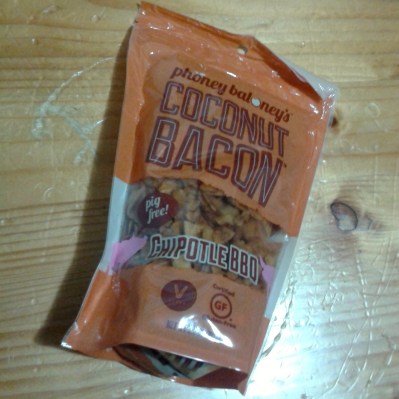 phoney baloney's
COCONUT
BACON
pig
free!
CHIPOTLE BBQ
V
Certified
GF